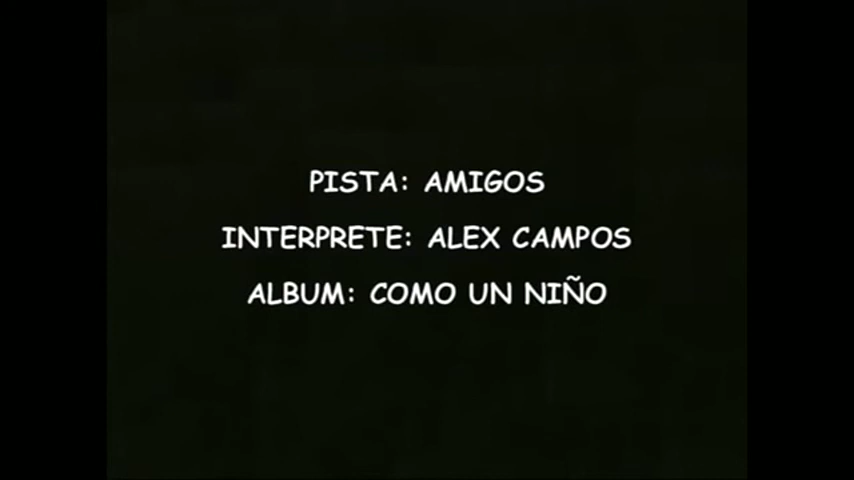 PISTA: AMIGOS
INTERPRETE: ALEX CAMPOS
ALBUM: COMO UN NIÑO